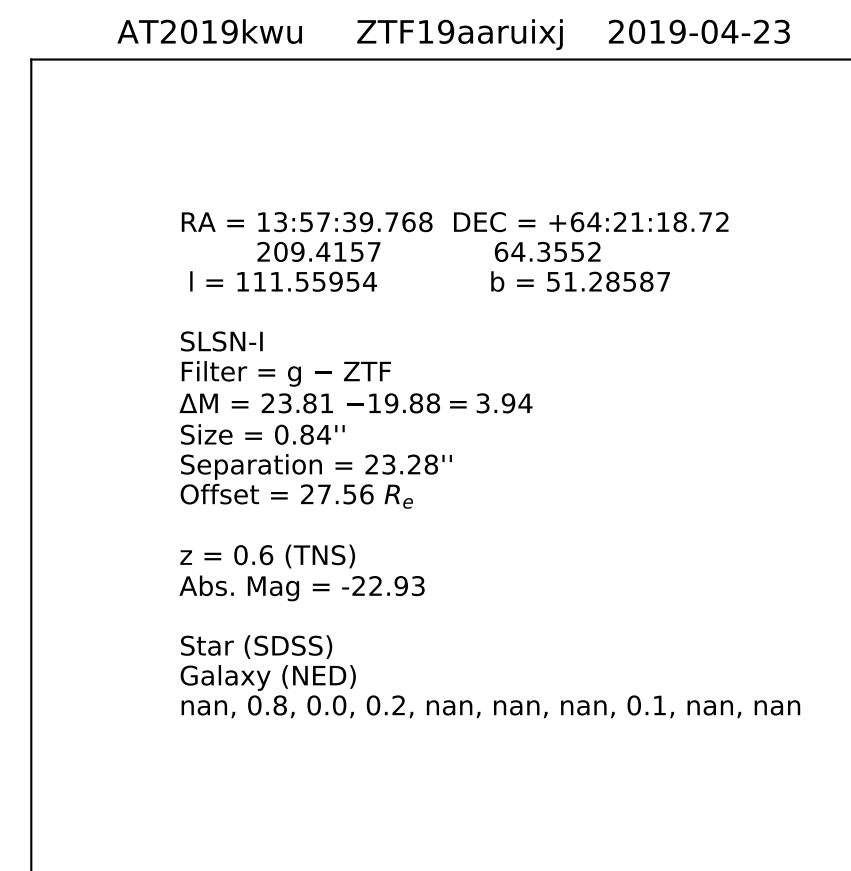 AT2019kwu ZTF19aaruixj 2019-04-23
RA = 13:57:39.768 DEC = +64:21:18.72
209.4157 64.3552
l = 111.55954 b = 51.28587
SLSN-I
Filter = g − ZTF
ΔM = 23.81 −19.88 = 3.94
Size = 0.84''
Separation = 23.28''
Offset = 27.56 Rₑ
z = 0.6 (TNS)
Abs. Mag = -22.93
Star (SDSS)
Galaxy (NED)
nan, 0.8, 0.0, 0.2, nan, nan, nan, 0.1, nan, nan